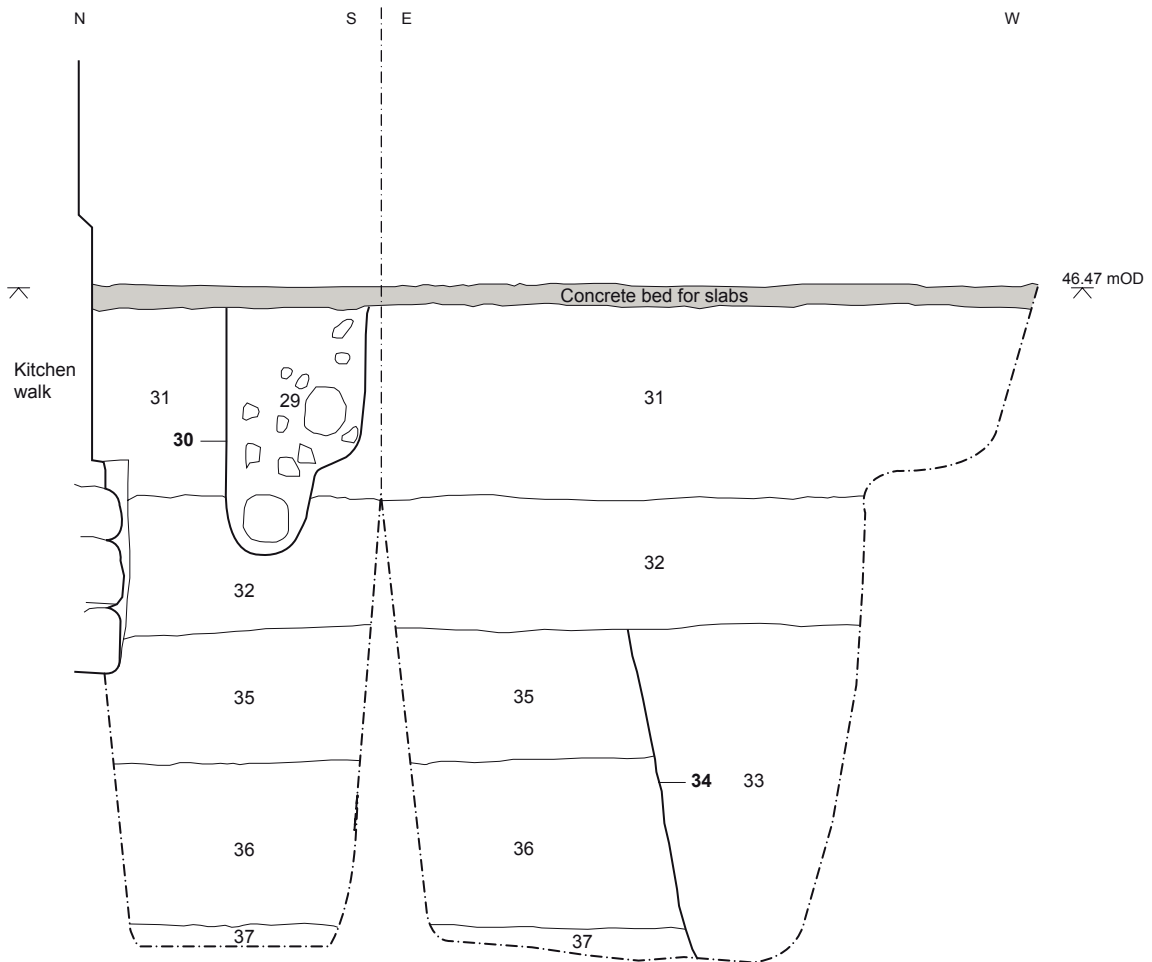 N S E W
46.47 mOD
Concrete bed for slabs
Kitchen
walk
31 29 31
30
32 32
35 35
34 33
36 36
37 37